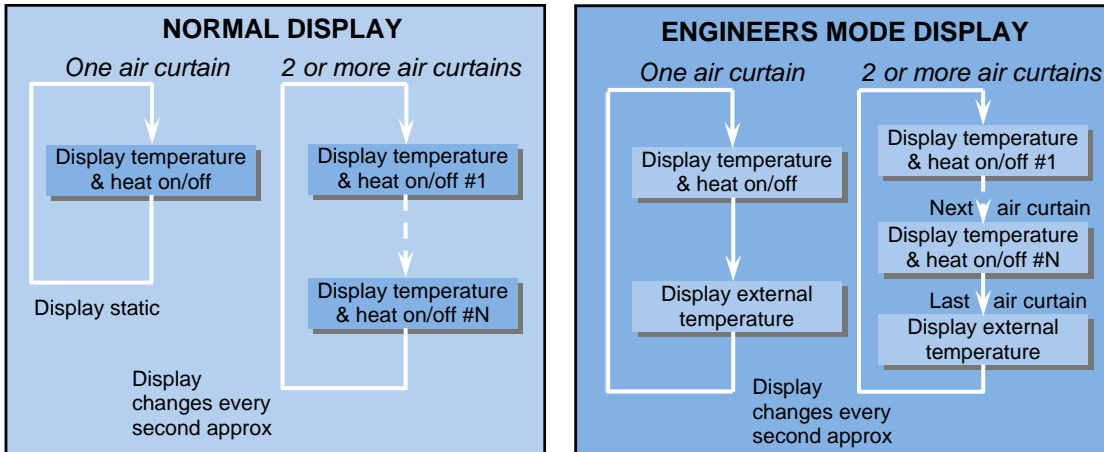 NORMAL DISPLAY
One air curtain
Display temperature
& heat on/off
Display static
2 or more air curtains
Display temperature
& heat on/off #1
Display temperature
& heat on/off #N
Display
changes every
second approx
ENGINEERS MODE DISPLAY
One air curtain
Display temperature
& heat on/off
Display external
temperature
2 or more air curtains
Display temperature
& heat on/off #1
Next air curtain
Display temperature
& heat on/off #N
Last air curtain
Display external
temperature
Display
changes every
second approx